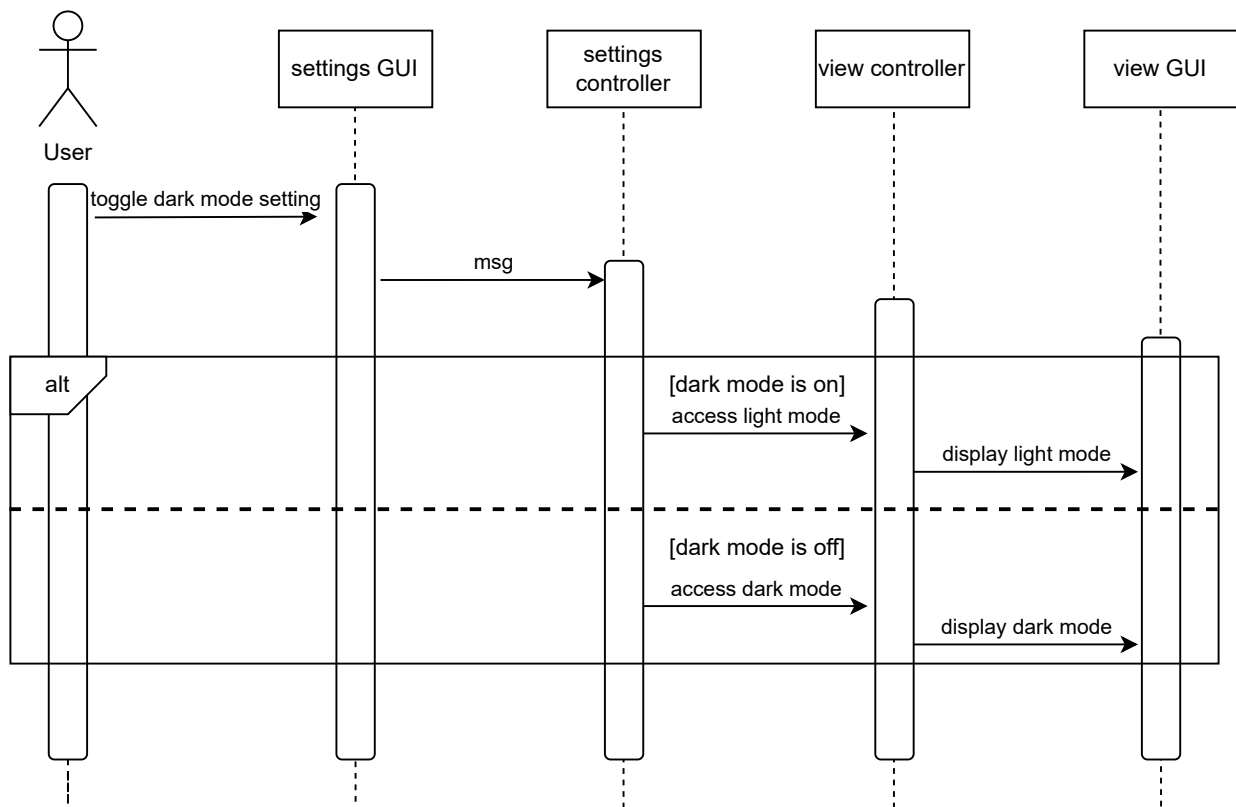 settings GUI
settings
controller
view controller
view GUI
User
toggle dark mode setting
msg
alt
[dark mode is on]
access light mode
display light mode
[dark mode is off]
access dark mode
display dark mode